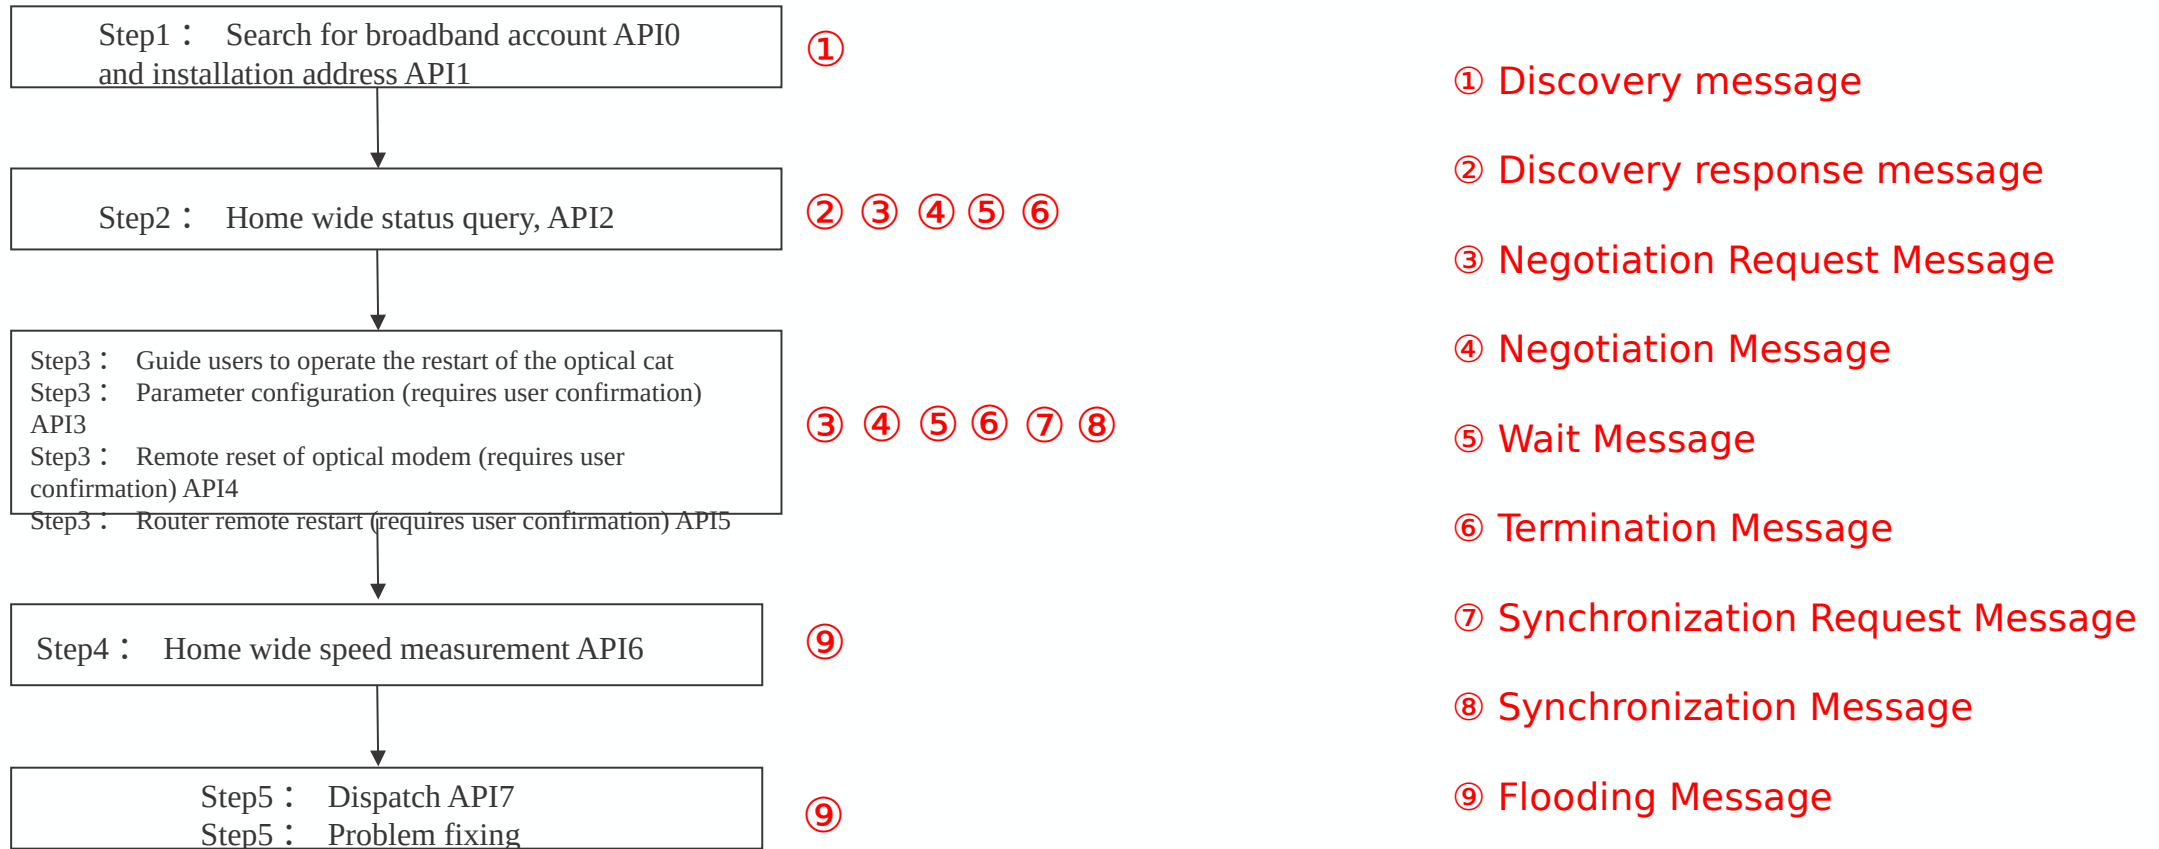 Step1： Search for broadband account API0
and installation address API1
①
Step2： Home wide status query, API2
② ③ ④ ⑤ ⑥
Step3： Guide users to operate the restart of the optical cat
Step3： Parameter configuration (requires user confirmation)
API3
Step3： Remote reset of optical modem (requires user
confirmation) API4
Step3： Router remote restart (requires user confirmation) API5
③ ④ ⑤ ⑥ ⑦ ⑧
Step4： Home wide speed measurement API6
⑨
Step5： Dispatch API7
Step5： Problem fixing
⑨
① Discovery message
② Discovery response message
③ Negotiation Request Message
④ Negotiation Message
⑤ Wait Message
⑥ Termination Message
⑦ Synchronization Request Message
⑧ Synchronization Message
⑨ Flooding Message